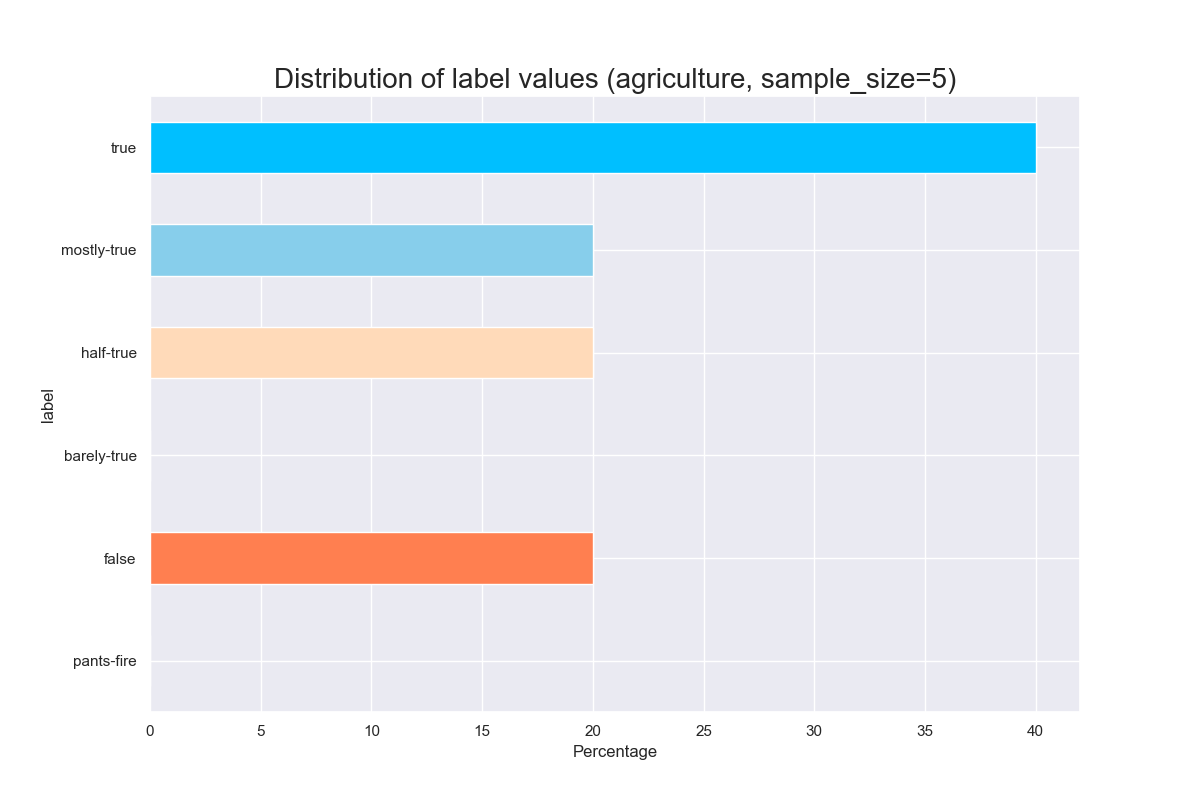 Distribution of label values (agriculture, sample_size=5)
true
mostly-true
half-true
barely-true
false
pants-fire
label
0 5 10 15 20 25 30 35 40
Percentage